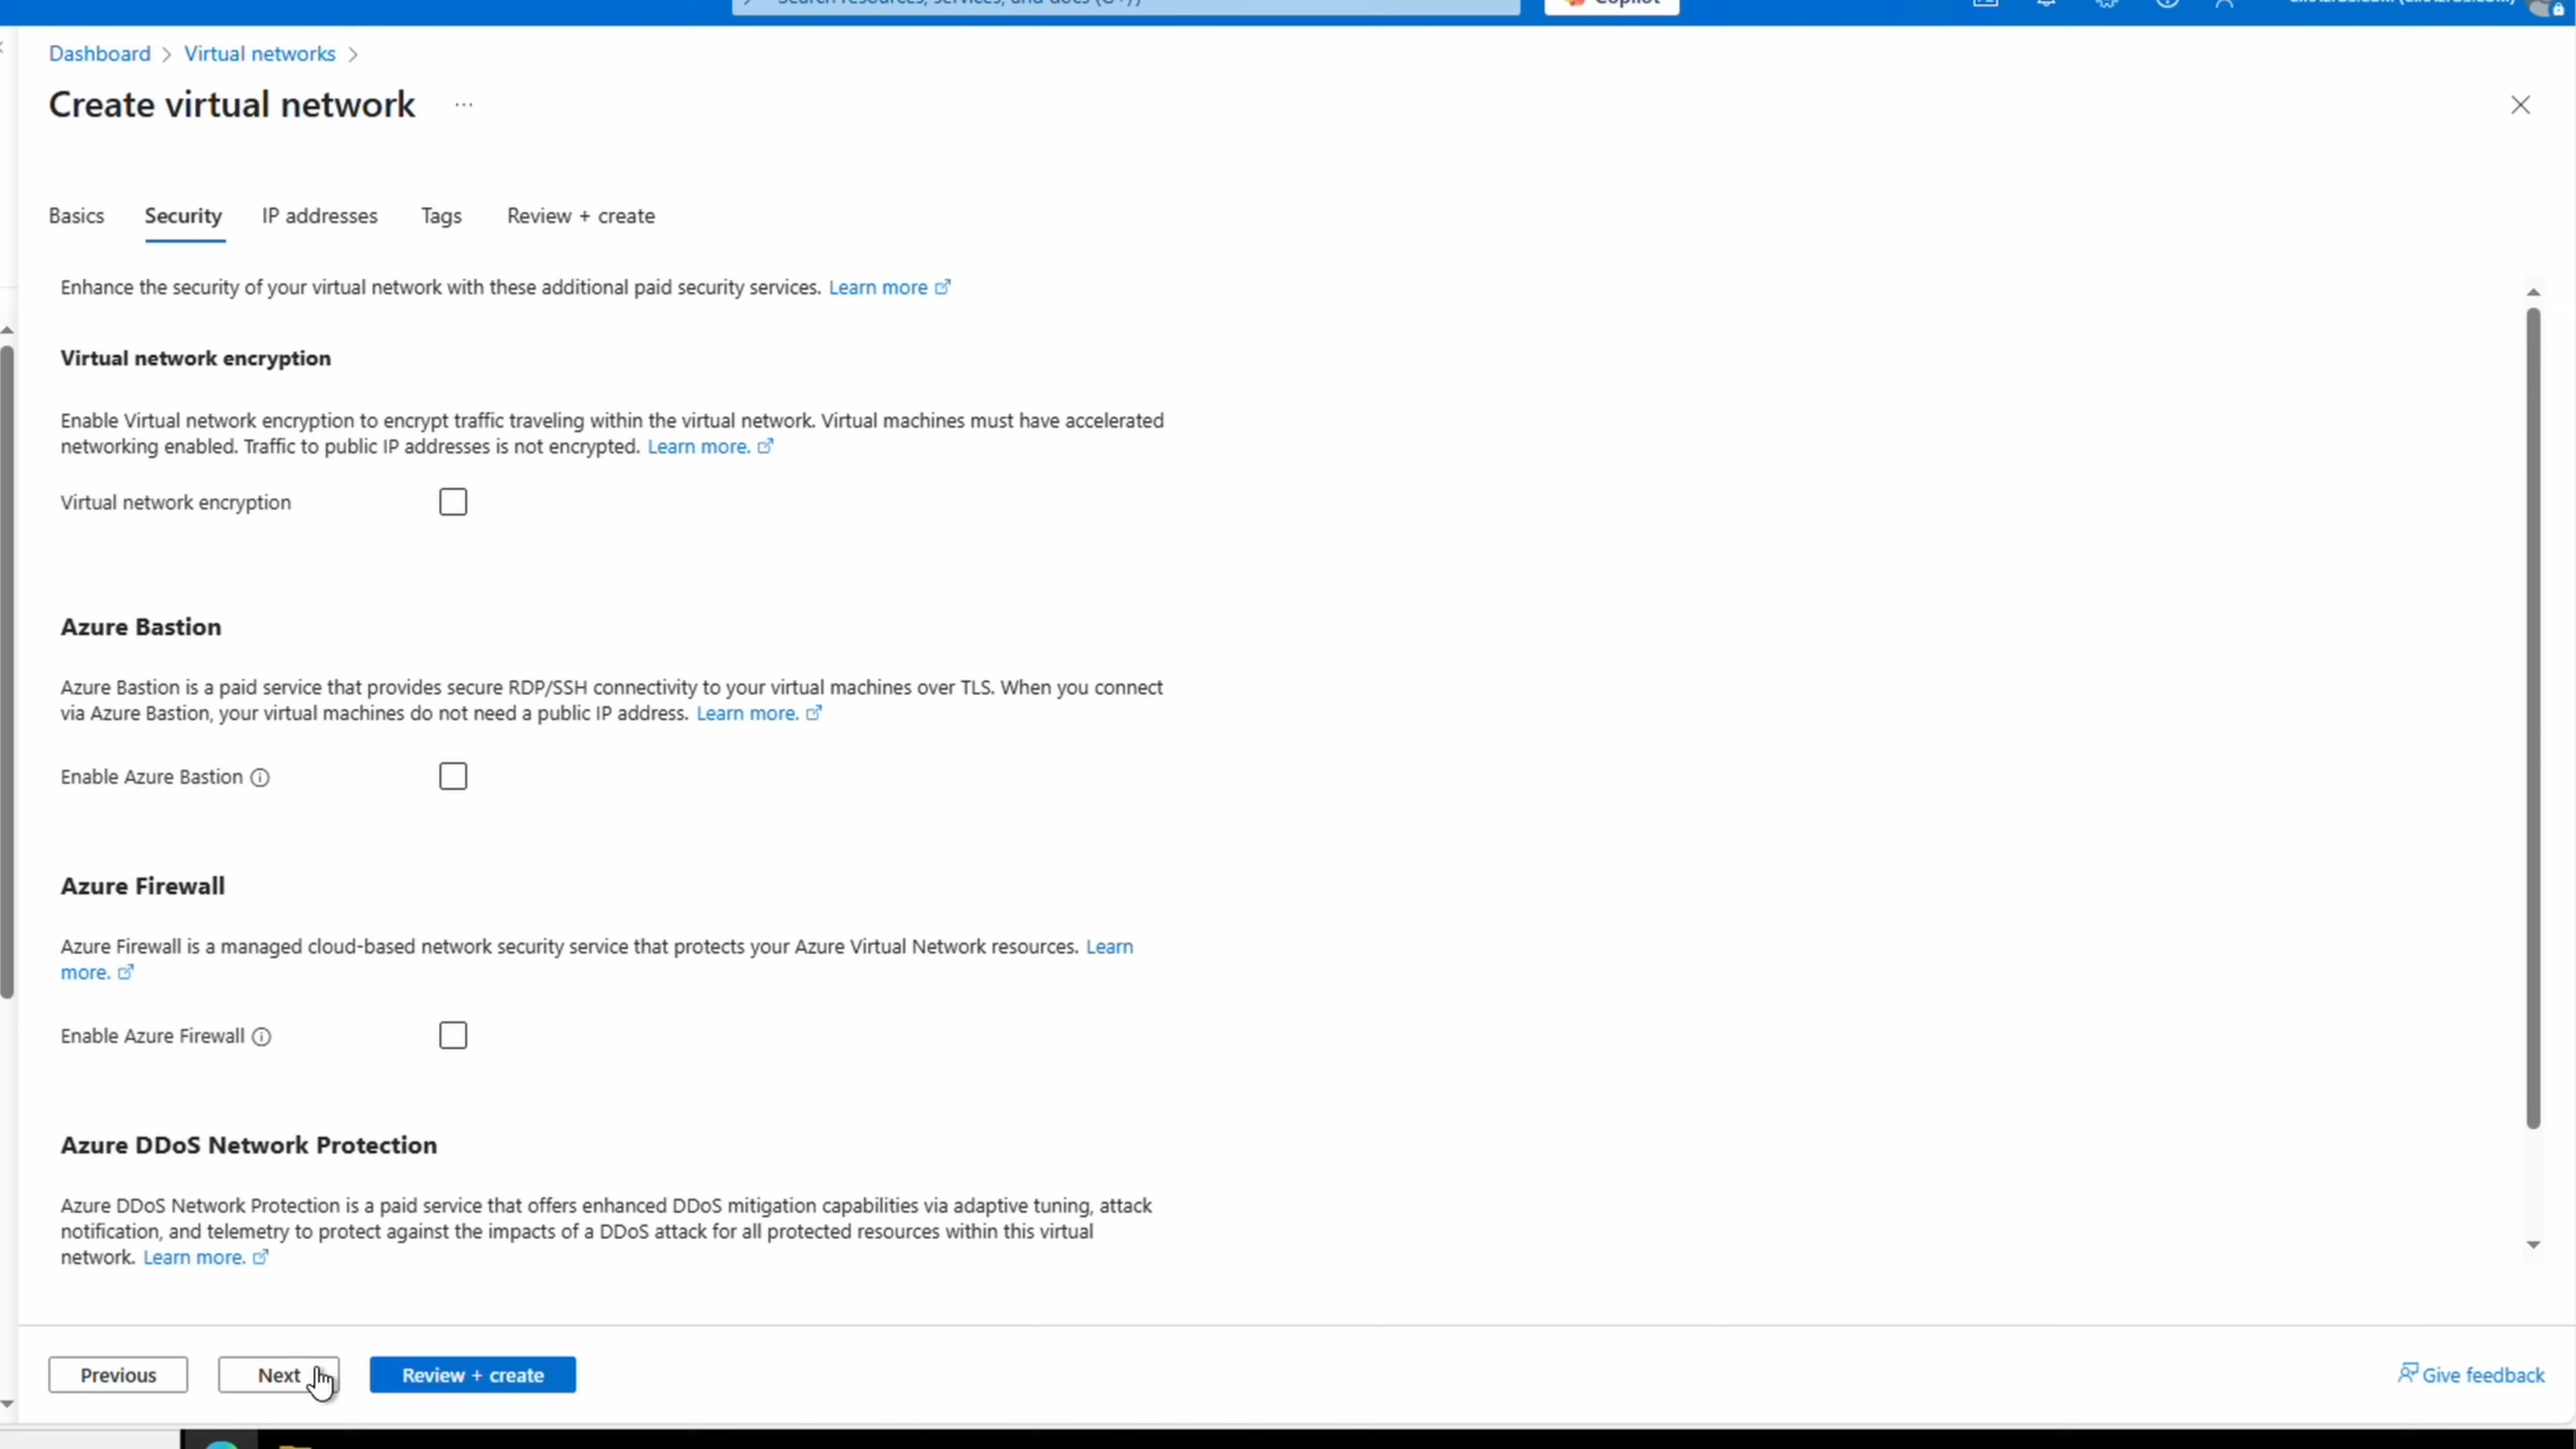 Search resources, services, and docs (G+/)
Copilot
Dashboard
Virtual networks
Create virtual network
Basics
Security
IP addresses
Tags
Review + create
Enhance the security of your virtual network with these additional paid security services. Learn more
Virtual network encryption
Enable Virtual network encryption to encrypt traffic traveling within the virtual network. Virtual machines must have accelerated
networking enabled. Traffic to public IP addresses is not encrypted. Learn more.
Virtual network encryption
Azure Bastion
Azure Bastion is a paid service that provides secure RDP/SSH connectivity to your virtual machines over TLS. When you connect
via Azure Bastion, your virtual machines do not need a public IP address. Learn more.
Enable Azure Bastion
Azure Firewall
Azure Firewall is a managed cloud-based network security service that protects your Azure Virtual Network resources. Learn
more.
Enable Azure Firewall
Azure DDoS Network Protection
Azure DDoS Network Protection is a paid service that offers enhanced DDoS mitigation capabilities via adaptive tuning, attack
notification, and telemetry to protect against the impacts of a DDoS attack for all protected resources within this virtual
network. Learn more.
Previous
Next
Review + create
Give feedback